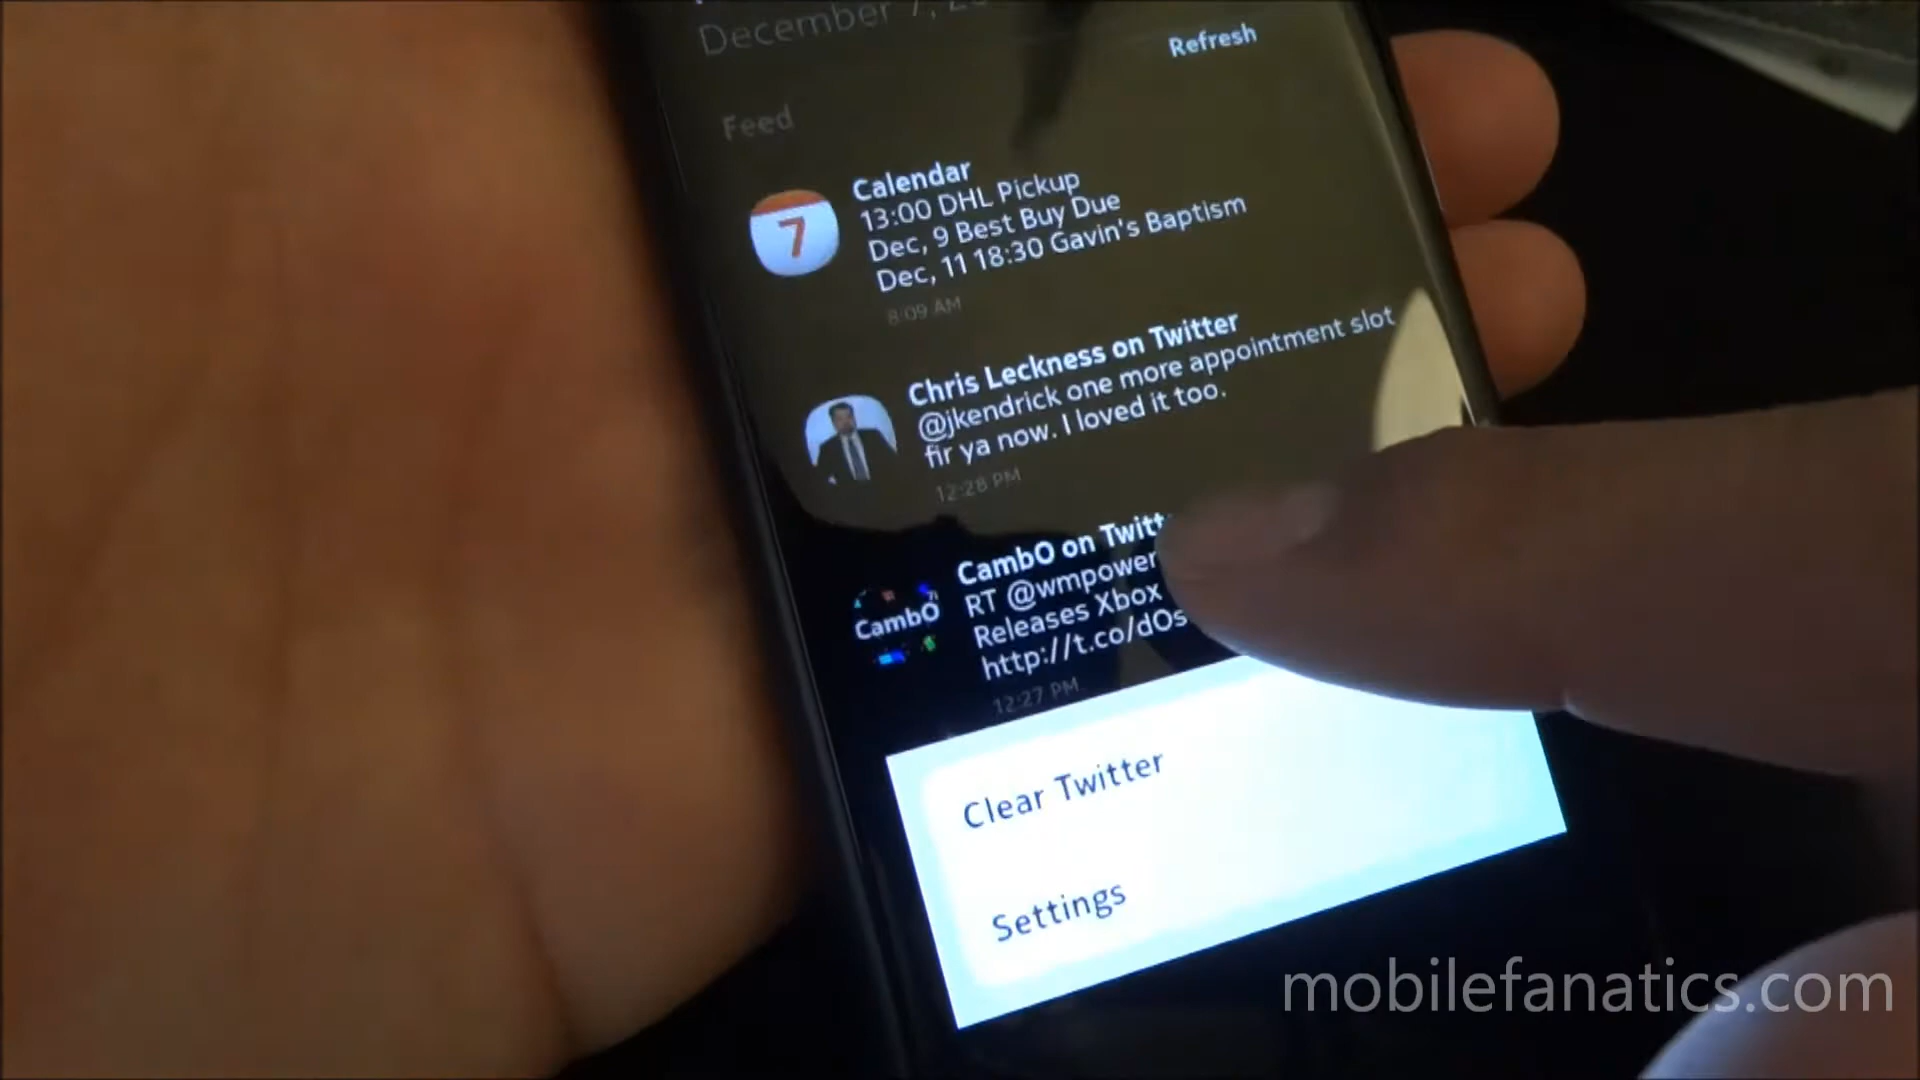 December 7,
Refresh
Feed
7
Calendar
13:00 DHL Pickup
Dec, 9 Best Buy Due
Dec, 11 18:30 Gavin's Baptism
8:09 AM
Chris Leckness on Twitter
@jkendrick one more appointment slot
fir ya now. I loved it too.
12:28 PM
CambO
CambO on Twitt
RT @wmpower
Releases Xbox
http://t.co/dOs
12:27 PM
Clear Twitter
Settings
mobilefanatics.com